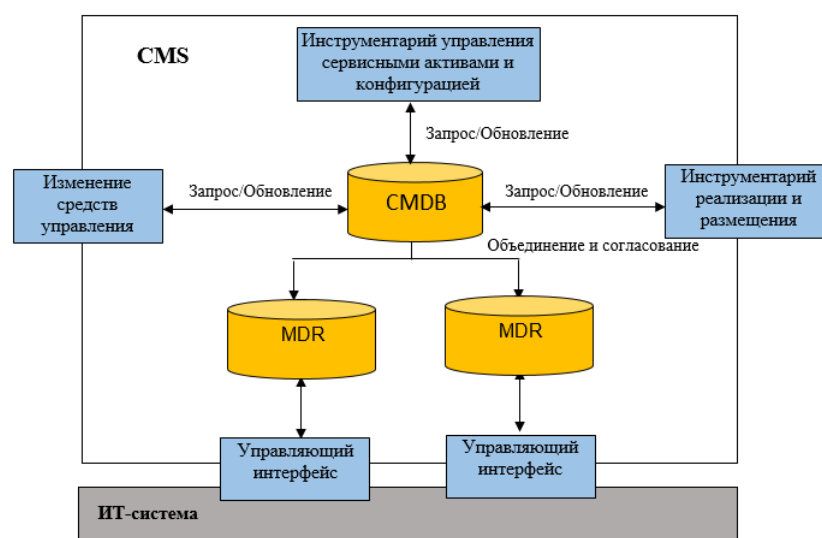 CMS
Инструментарий управления
сервисными активами и
конфигурацией
Запрос/Обновление
Изменение
средств
управления
Запрос/Обновление
CMDB
Запрос/Обновление
Инструментарий
реализации и
размещения
Объединение и согласование
MDR
MDR
Управляющий
интерфейс
Управляющий
интерфейс
ИТ-система